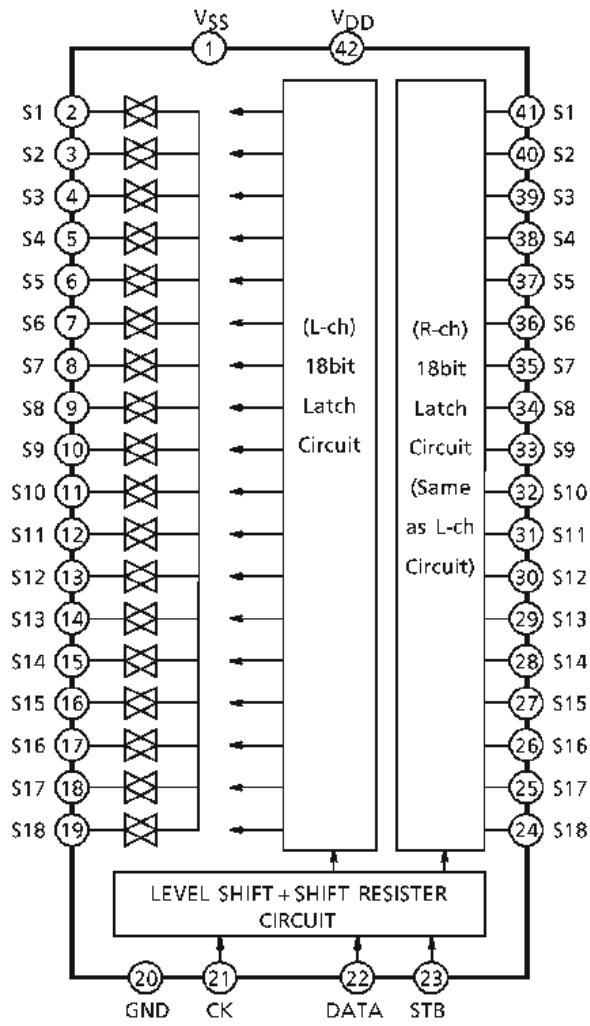 VSS VDD
1 42
S1 2 41 S1
S2 3 40 S2
S3 4 39 S3
S4 5 38 S4
S5 6 37 S5
S6 7 36 S6
S7 8 35 S7
S8 9 34 S8
S9 10 33 S9
S10 11 32 S10
S11 12 31 S11
S12 13 30 S12
S13 14 29 S13
S14 15 28 S14
S15 16 27 S15
S16 17 26 S16
S17 18 25 S17
S18 19 24 S18
(L-ch)
18bit
Latch
Circuit
(R-ch)
18bit
Latch
Circuit
(Same
as L-ch
Circuit)
LEVEL SHIFT + SHIFT RESISTER
CIRCUIT
20 21 22 23
GND CK DATA STB